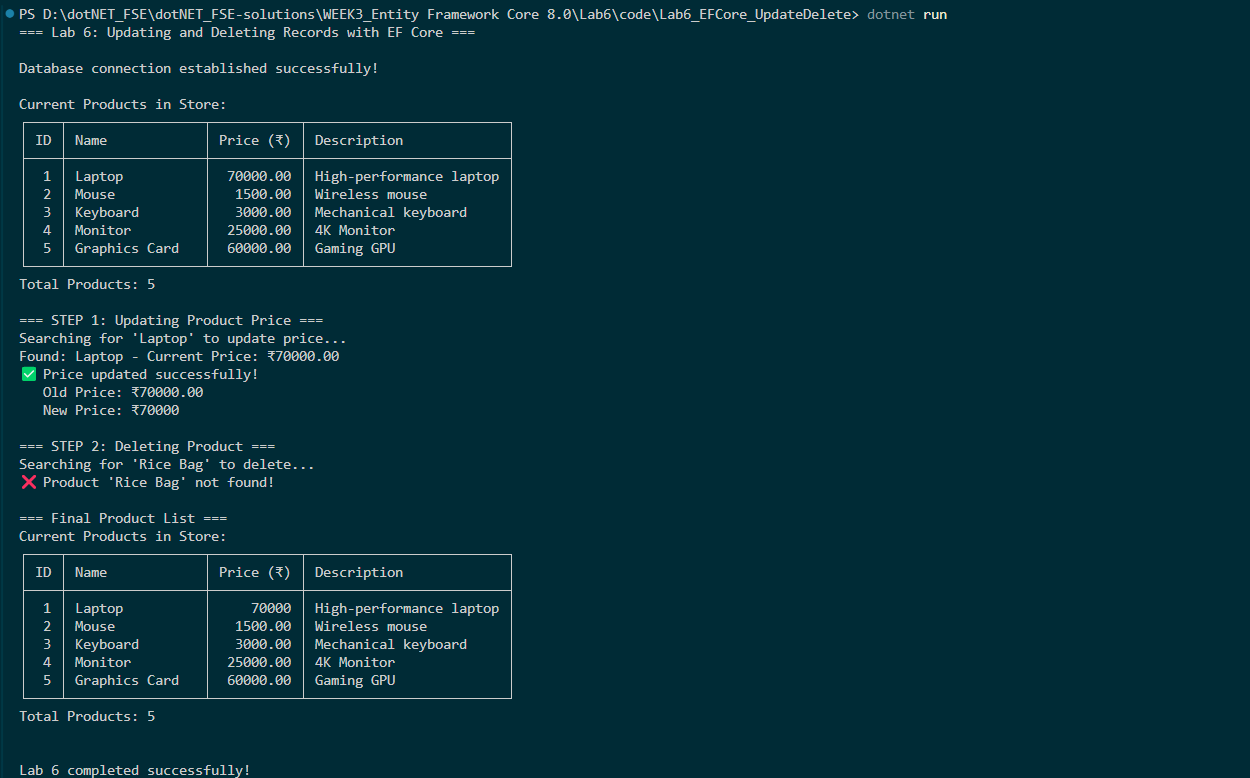 PS D:\dotNET_FSE\dotNET_FSE-solutions\WEEK3_Entity Framework Core 8.0\Lab6\code\Lab6_EFCore_UpdateDelete> dotnet run
=== Lab 6: Updating and Deleting Records with EF Core ===
Database connection established successfully!
Current Products in Store:
ID Name Price (₹) Description
1 Laptop 70000.00 High-performance laptop
2 Mouse 1500.00 Wireless mouse
3 Keyboard 3000.00 Mechanical keyboard
4 Monitor 25000.00 4K Monitor
5 Graphics Card 60000.00 Gaming GPU
Total Products: 5
=== STEP 1: Updating Product Price ===
Searching for 'Laptop' to update price...
Found: Laptop - Current Price: ₹70000.00
✅ Price updated successfully!
Old Price: ₹70000.00
New Price: ₹70000
=== STEP 2: Deleting Product ===
Searching for 'Rice Bag' to delete...
❌ Product 'Rice Bag' not found!
=== Final Product List ===
Current Products in Store:
ID Name Price (₹) Description
1 Laptop 70000 High-performance laptop
2 Mouse 1500.00 Wireless mouse
3 Keyboard 3000.00 Mechanical keyboard
4 Monitor 25000.00 4K Monitor
5 Graphics Card 60000.00 Gaming GPU
Total Products: 5
Lab 6 completed successfully!